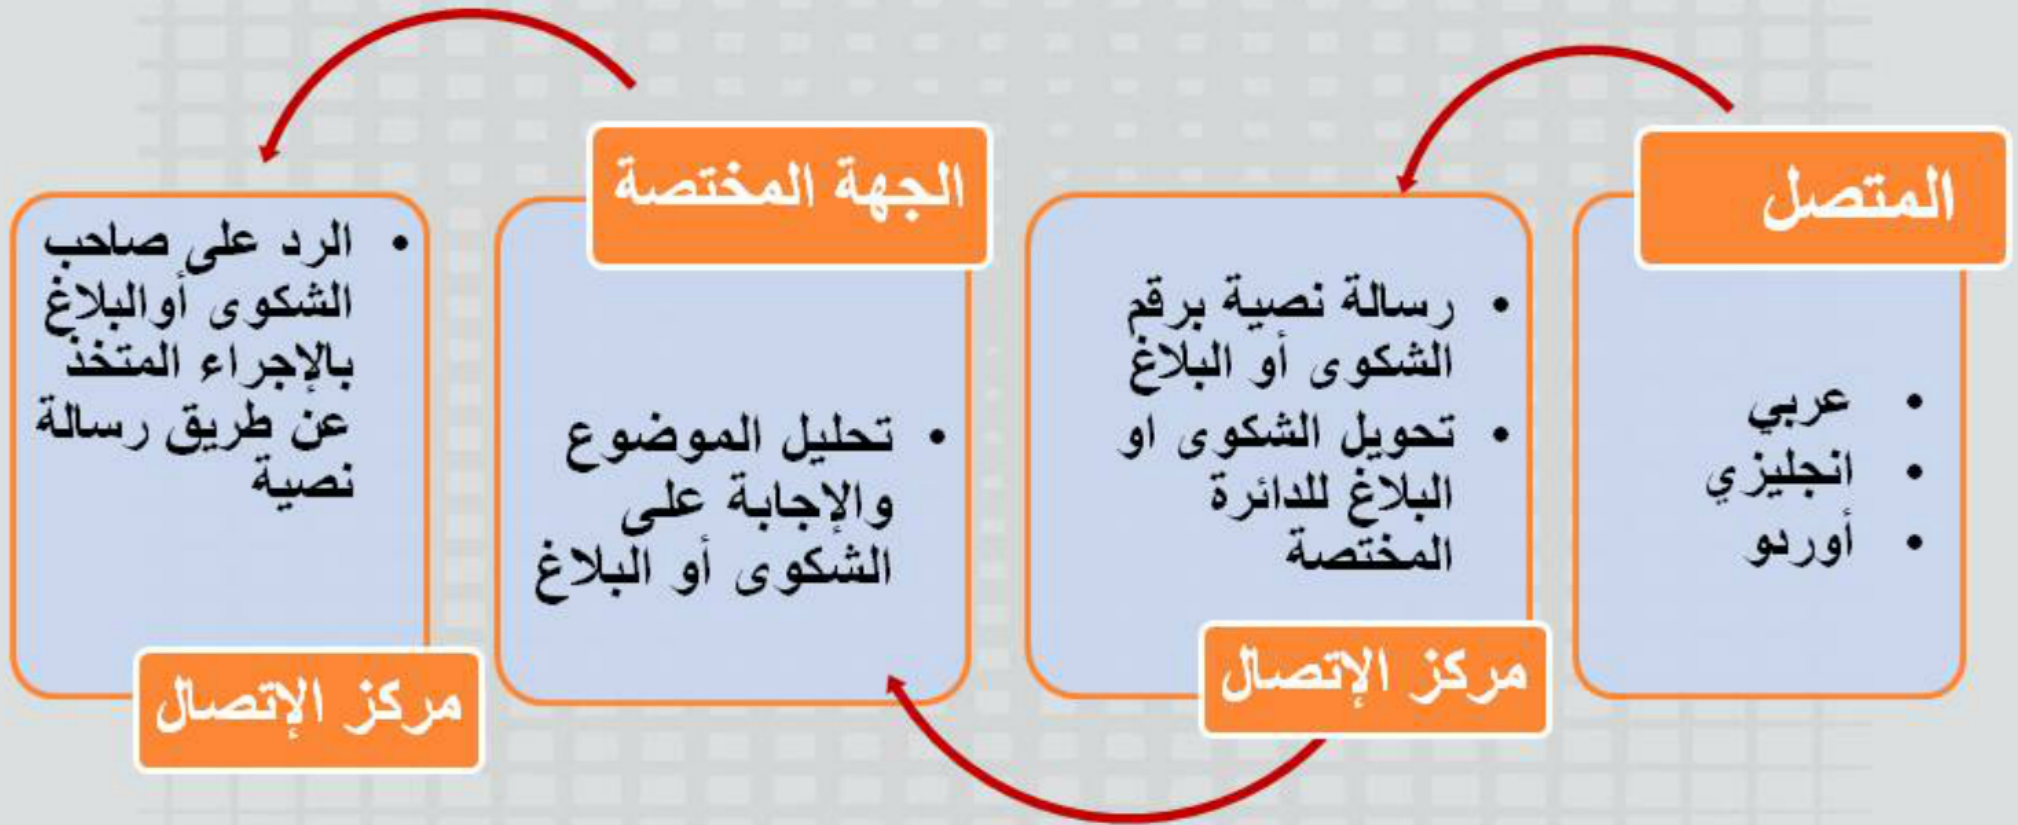 المتصل
• عربي
• انجليزي
• أوردو
• رسالة نصية برقم
الشكوى أو البلاغ
• تحويل الشكوى او
البلاغ للدائرة
المختصة
مركز الإتصال
الجهة المختصة
• تحليل الموضوع
والإجابة على
الشكوى أو البلاغ
• الرد على صاحب
الشكوى أوالبلاغ
بالإجراء المتخذ
عن طريق رسالة
نصية
مركز الإتصال